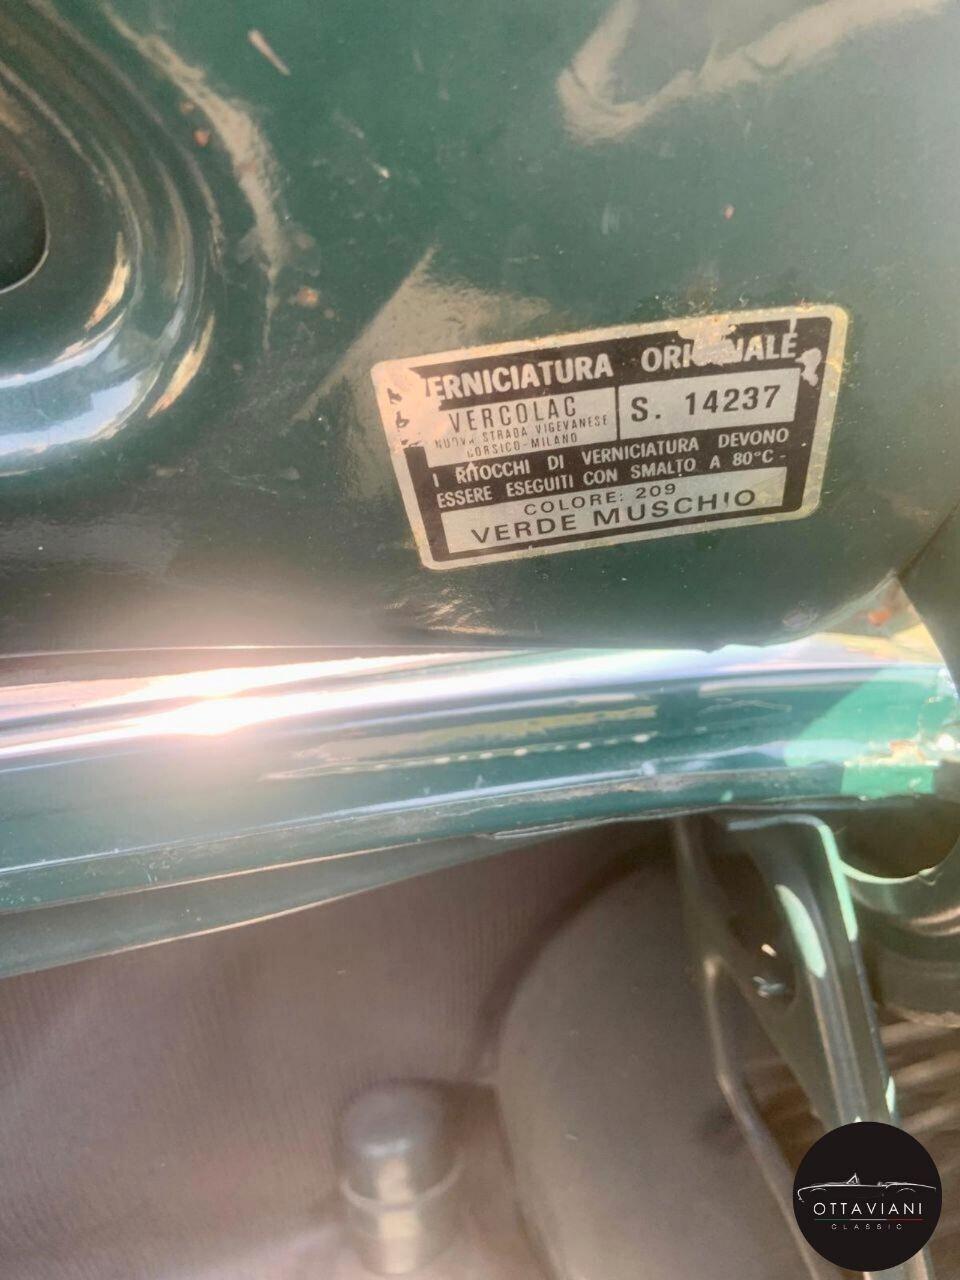 VERNICIATURA ORIGINALE
VERCOLAC
NUOVA STRADA VIGEVANESE
CORSICO-MILANO
S. 14237
I RITOCCHI DI VERNICIATURA DEVONO
ESSERE ESEGUITI CON SMALTO A 80°C -
COLORE: 209
VERDE MUSCHIO
OTTAVIANI
CLASSIC